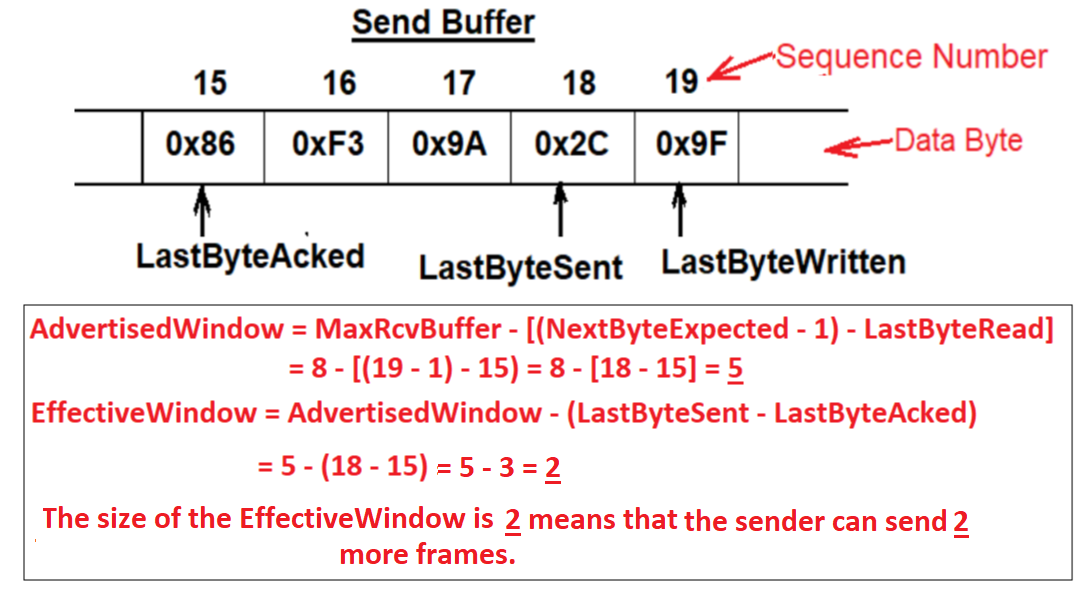 Send Buffer
15 16 17 18 19 Sequence Number
0x86 0xF3 0x9A 0x2C 0x9F Data Byte
LastByteAcked LastByteSent LastByteWritten
AdvertisedWindow = MaxRcvBuffer - [(NextByteExpected - 1) - LastByteRead]
= 8 - [(19 - 1) - 15) = 8 - [18 - 15] = 5
EffectiveWindow = AdvertisedWindow - (LastByteSent - LastByteAcked)
= 5 - (18 - 15) = 5 - 3 = 2
The size of the EffectiveWindow is 2 means that the sender can send 2
more frames.